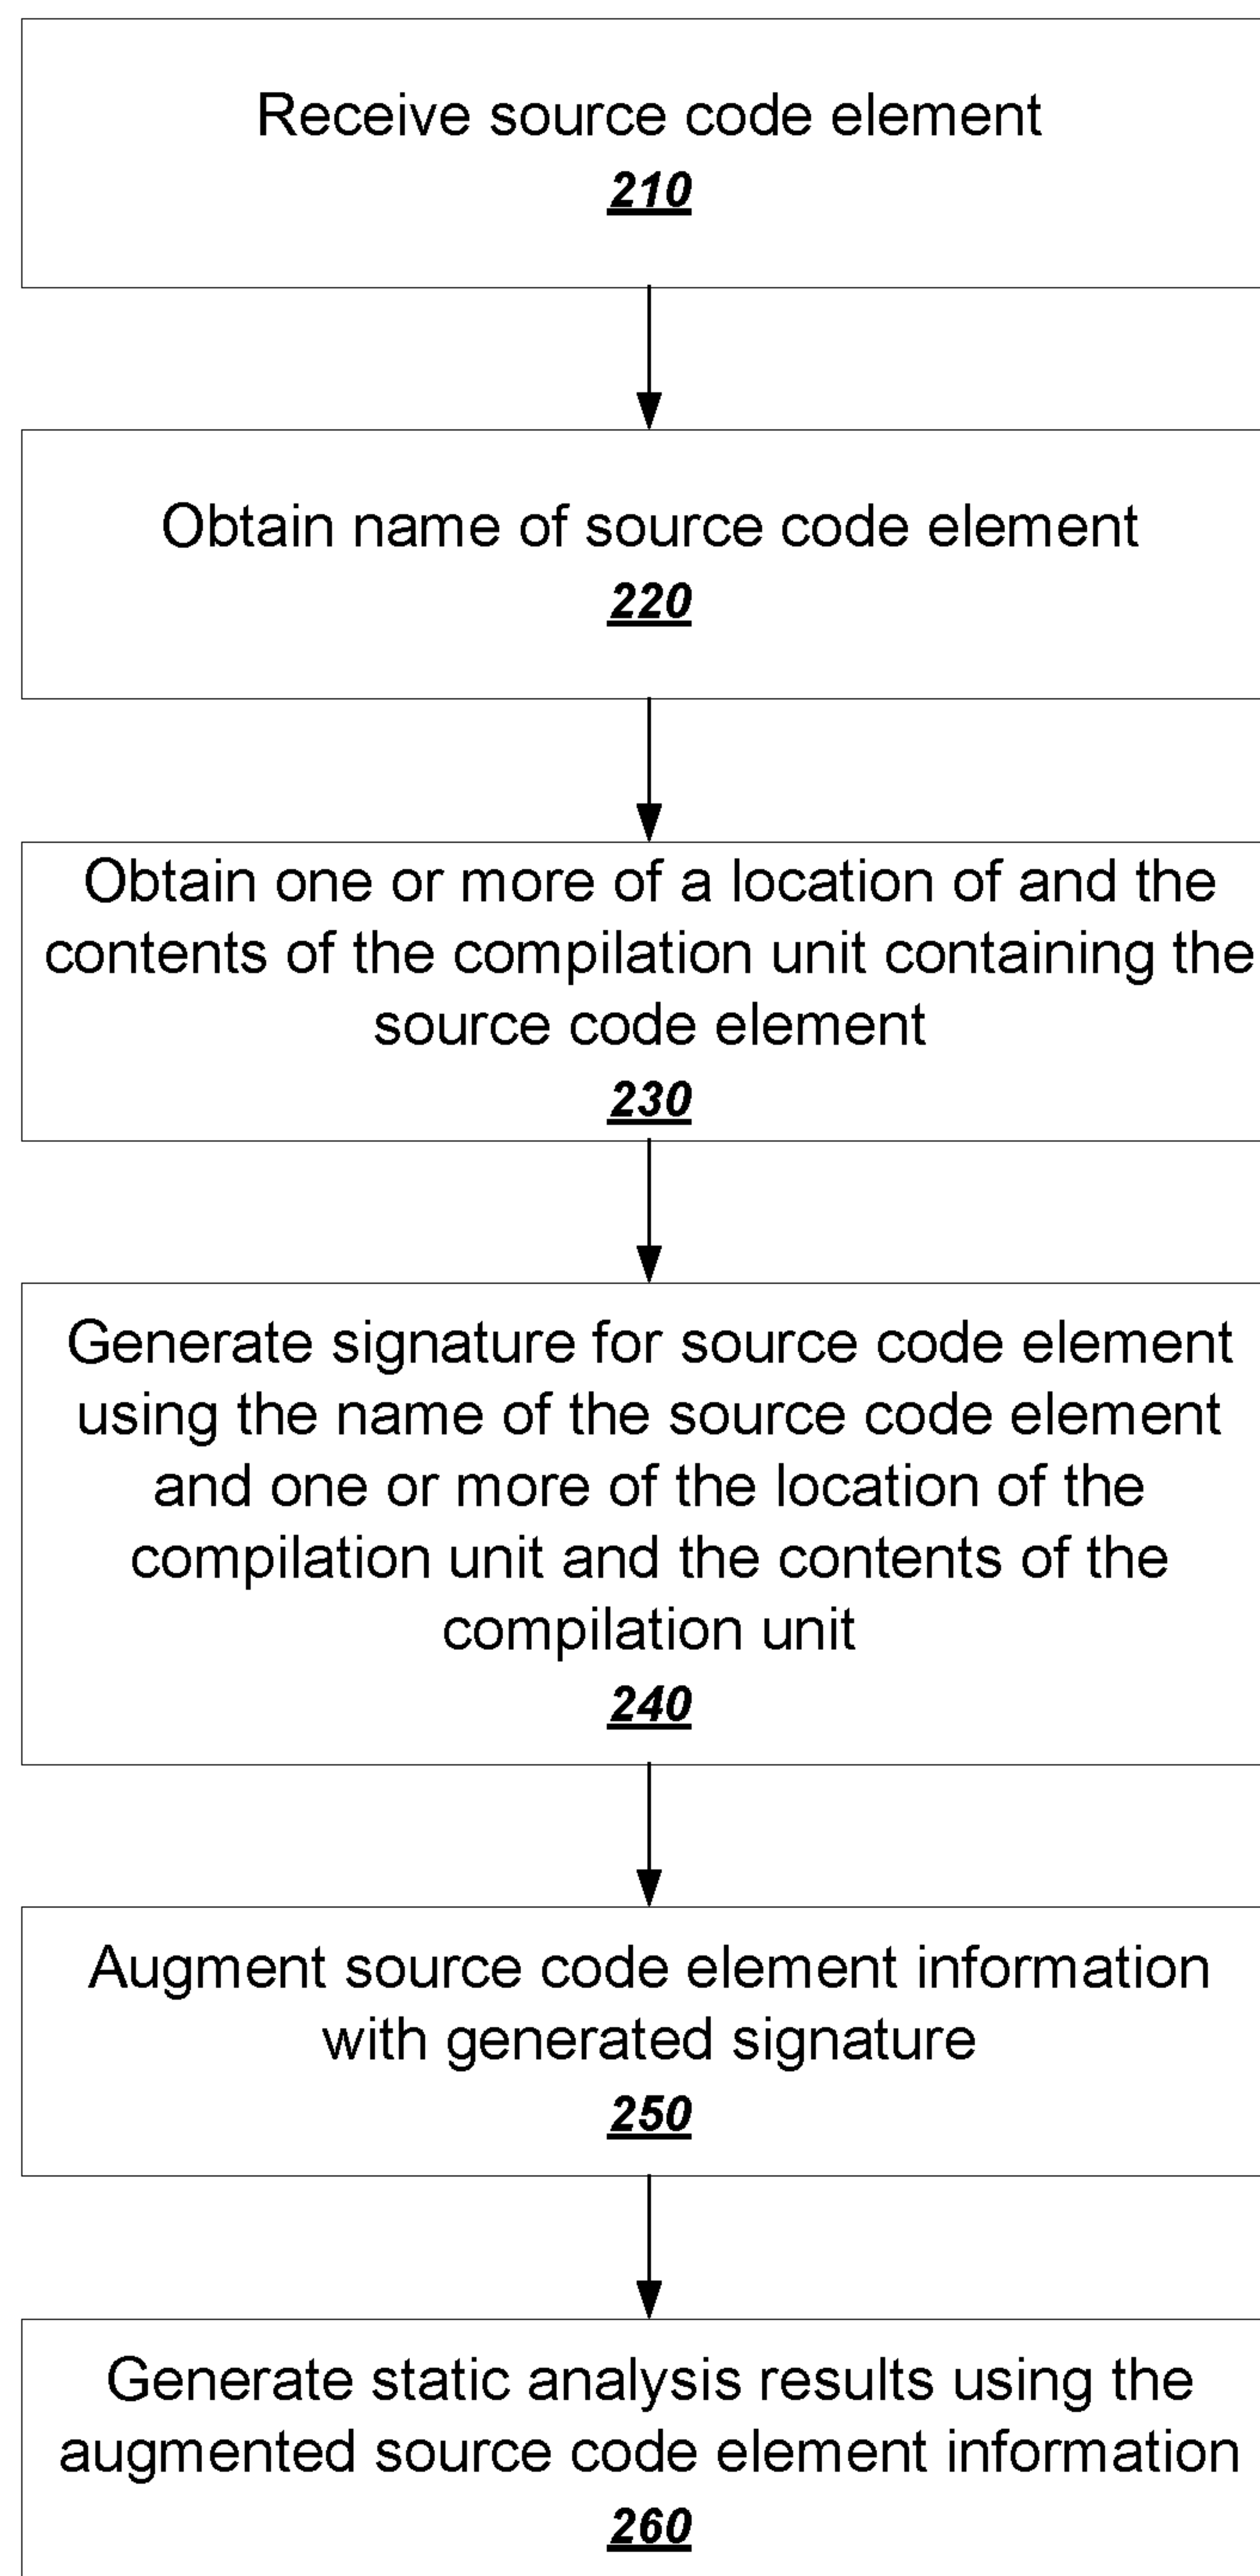 Receive source code element
210
Obtain name of source code element
220
Obtain one or more of a location of and the
contents of the compilation unit containing the
source code element
230
Generate signature for source code element
using the name of the source code element
and one or more of the location of the
compilation unit and the contents of the
compilation unit
240
Augment source code element information
with generated signature
250
Generate static analysis results using the
augmented source code element information
260